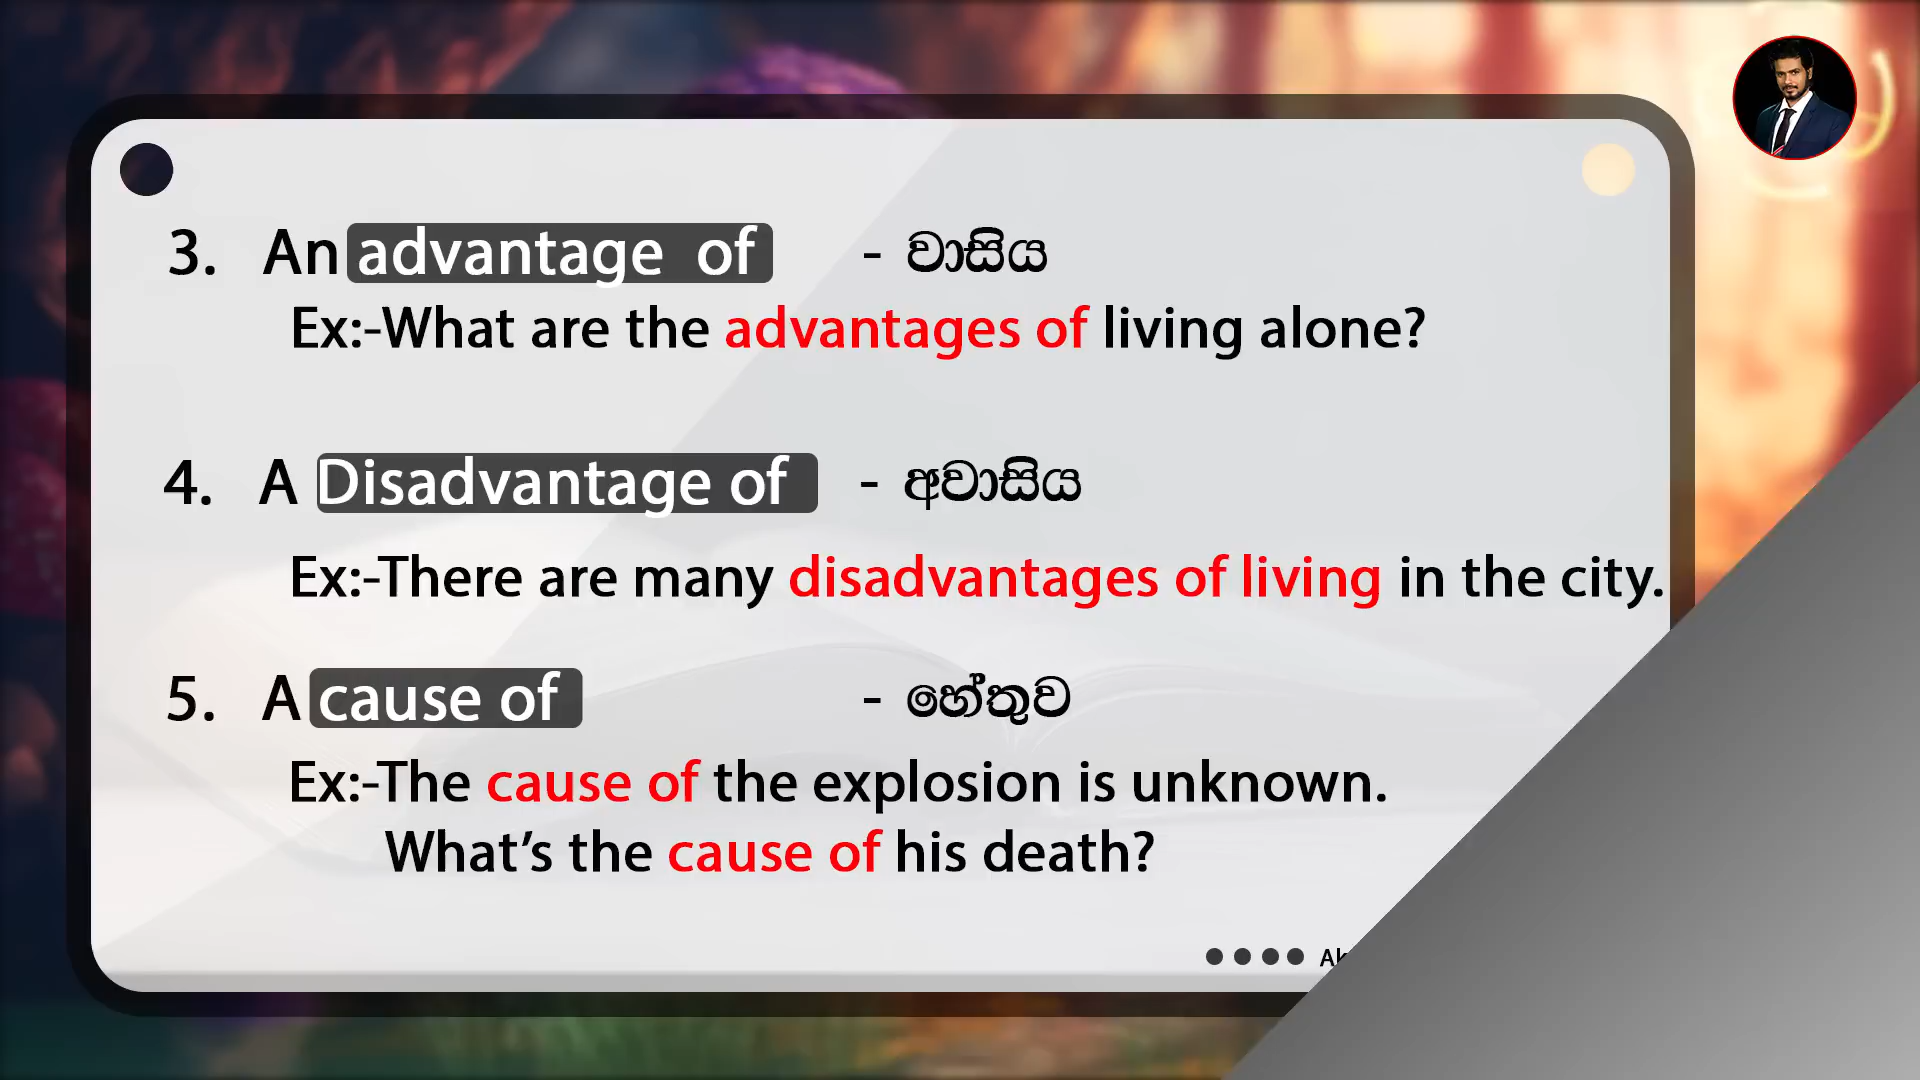 3. An advantage of - වාසිය
Ex:-What are the advantages of living alone?
4. A Disadvantage of - අවාසිය
Ex:-There are many disadvantages of living in the city.
5. A cause of - හේතුව
Ex:-The cause of the explosion is unknown.
What’s the cause of his death?